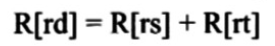 R[rd] = R[rs] + R[rt]